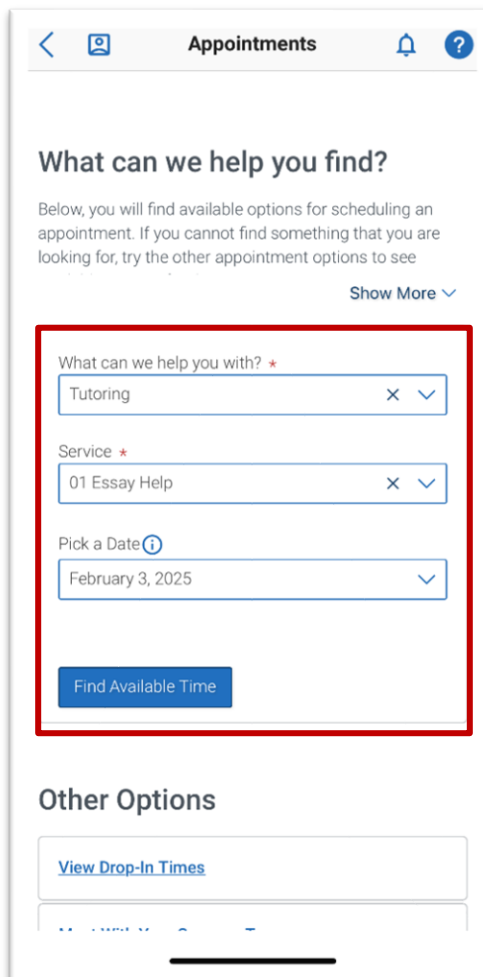 Appointments
?
What can we help you find?
Below, you will find available options for scheduling an
appointment. If you cannot find something that you are
looking for, try the other appointment options to see
Show More
What can we help you with? *
Tutoring
Service *
01 Essay Help
Pick a Date
February 3, 2025
Find Available Time
Other Options
View Drop-In Times